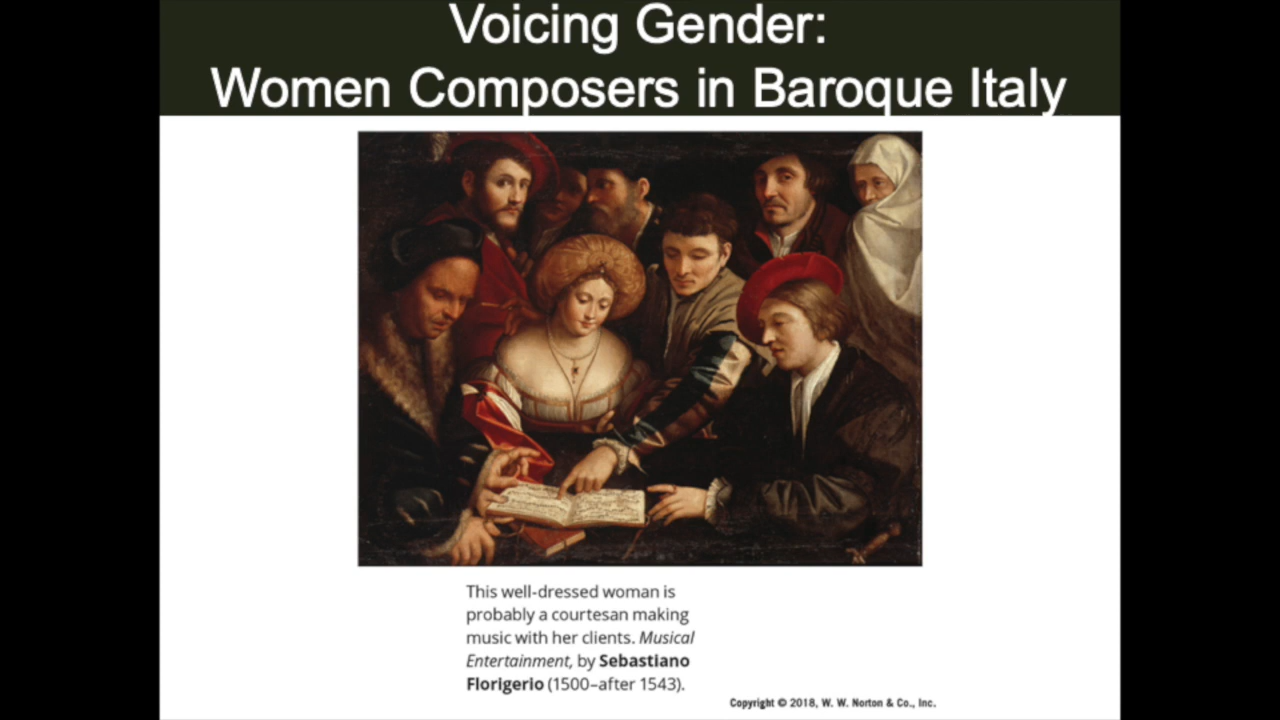 Voicing Gender:
Women Composers in Baroque Italy
This well-dressed woman is
probably a courtesan making
music with her clients. Musical
Entertainment, by Sebastiano
Florigerio (1500–after 1543).
Copyright © 2018, W. W. Norton & Co., Inc.